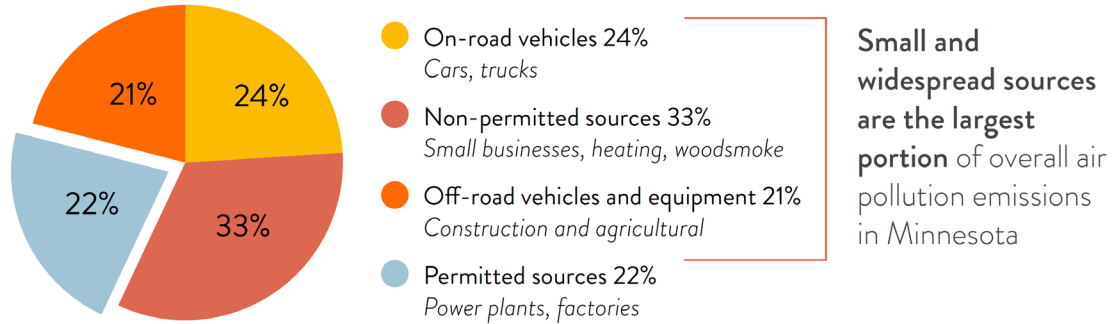 21%
24%
22%
33%
On-road vehicles 24%
Cars, trucks
Non-permitted sources 33%
Small businesses, heating, woodsmoke
Off-road vehicles and equipment 21%
Construction and agricultural
Permitted sources 22%
Power plants, factories
Small and
widespread sources
are the largest
portion of overall air
pollution emissions
in Minnesota